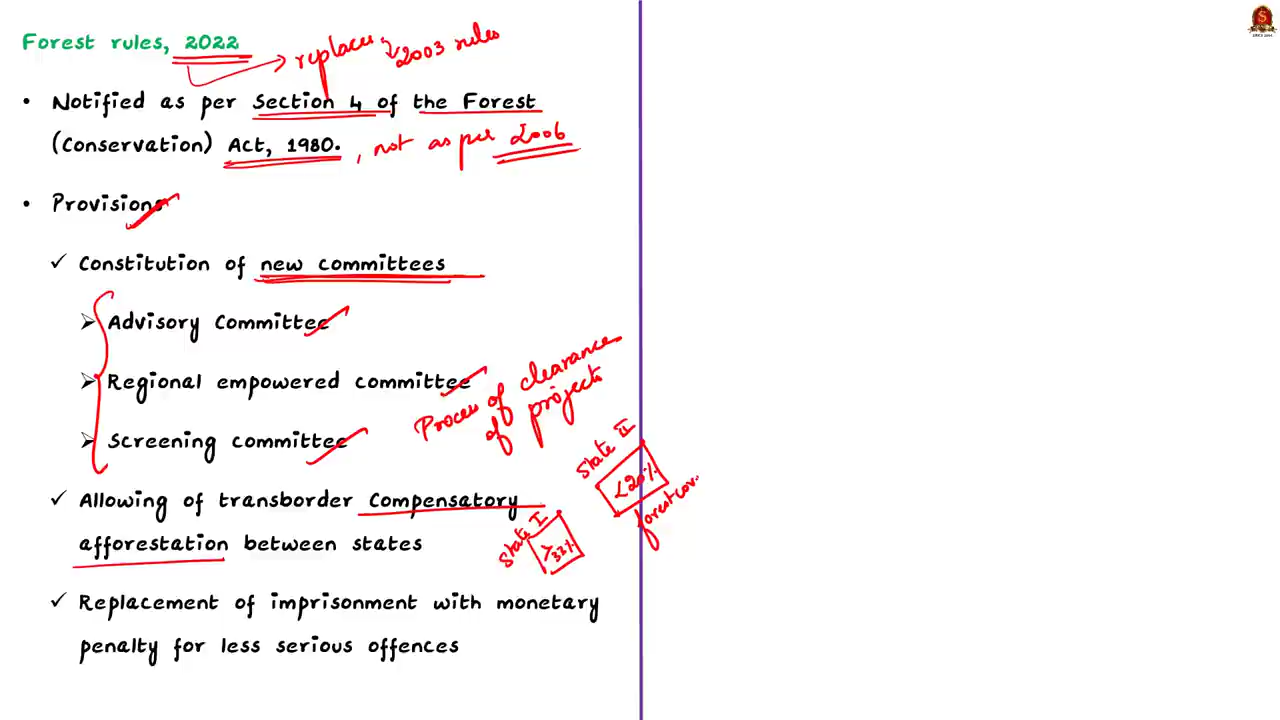 Forest rules, 2022
replaces 2003 rules
• Notified as per Section 4 of the Forest
(Conservation) Act, 1980.
, not as per 2006
• Provisions
✓ Constitution of new committees
➢ Advisory Committee
➢ Regional empowered committee
➢ Screening committee
Process of clearance
of projects
✓ Allowing of transborder Compensatory
afforestation between states
State I
>33%
State II
<20%
forest cov.
✓ Replacement of imprisonment with monetary
penalty for less serious offences